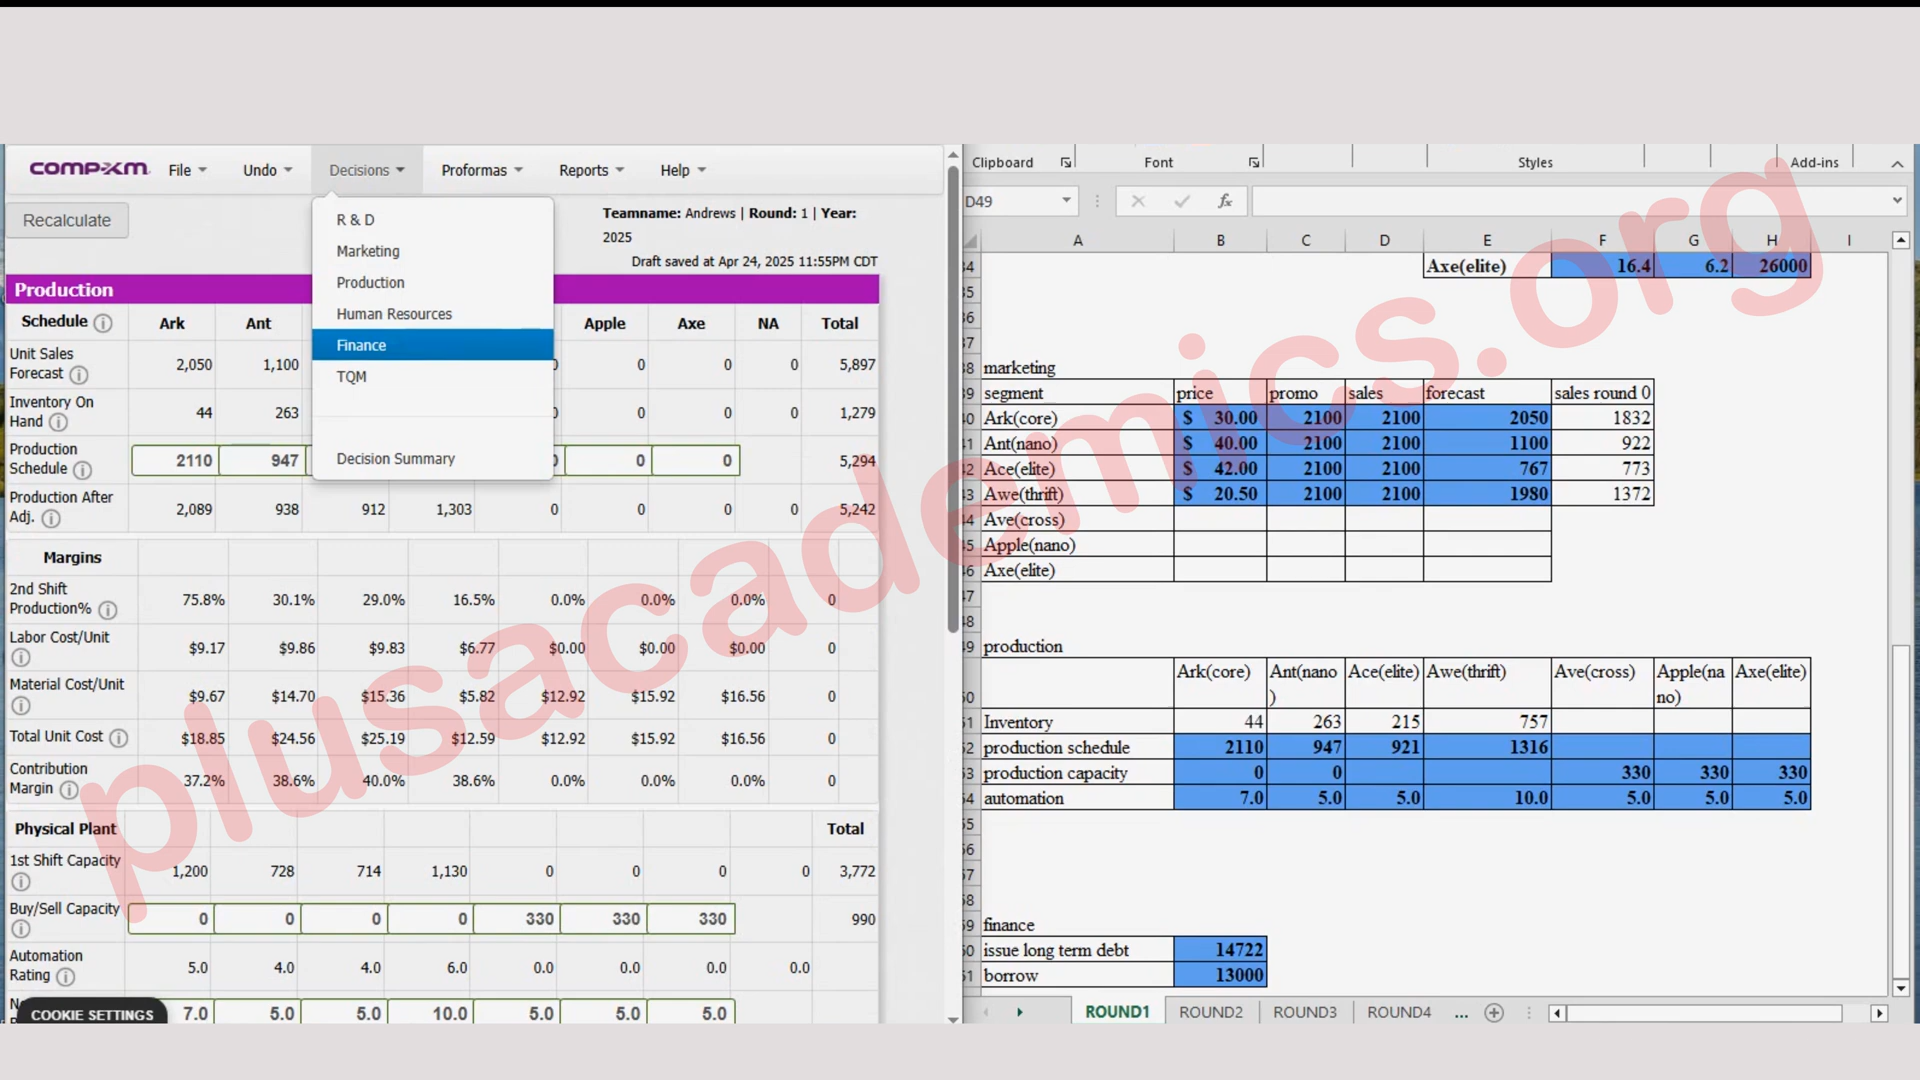 COMP-XM File Undo Decisions Proformas Reports Help
Recalculate
R & D
Marketing
Production
Human Resources
Finance
TQM
Decision Summary
Teamname: Andrews | Round: 1 | Year:
2025
Draft saved at Apr 24, 2025 11:55PM CDT
Production
Schedule Ark Ant Apple Axe NA Total
Unit Sales
Forecast 2,050 1,100 0 0 0 5,897
Inventory On
Hand 44 263 0 0 0 1,279
Production
Schedule 2110 947 0 0 5,294
Production After
Adj. 2,089 938 912 1,303 0 0 0 0 5,242
Margins
2nd Shift
Production% 75.8% 30.1% 29.0% 16.5% 0.0% 0.0% 0.0% 0
Labor Cost/Unit $9.17 $9.86 $9.83 $6.77 $0.00 $0.00 $0.00 0
Material Cost/Unit $9.67 $14.70 $15.36 $5.82 $12.92 $15.92 $16.56 0
Total Unit Cost $18.85 $24.56 $25.19 $12.59 $12.92 $15.92 $16.56 0
Contribution
Margin 37.2% 38.6% 40.0% 38.6% 0.0% 0.0% 0.0% 0
Physical Plant Total
1st Shift Capacity 1,200 728 714 1,130 0 0 0 0 3,772
Buy/Sell Capacity 0 0 0 0 330 330 330 990
Automation
Rating 5.0 4.0 4.0 6.0 0.0 0.0 0.0 0.0
7.0 5.0 5.0 10.0 5.0 5.0 5.0
COOKIE SETTINGS
Clipboard Font Styles Add-ins
D49 fx
A B C D E F G H I
Axe(elite) 16.4 6.2 26000
marketing
segment price promo sales forecast sales round 0
Ark(core) $ 30.00 2100 2100 2050 1832
Ant(nano) $ 40.00 2100 2100 1100 922
Ace(elite) $ 42.00 2100 2100 767 773
Awe(thrift) $ 20.50 2100 2100 1980 1372
Ave(cross)
Apple(nano)
Axe(elite)
production
Ark(core) Ant(nano) Ace(elite) Awe(thrift) Ave(cross) Apple(nano) Axe(elite)
Inventory 44 263 215 757
production schedule 2110 947 921 1316
production capacity 0 0 330 330 330
automation 7.0 5.0 5.0 10.0 5.0 5.0 5.0
finance
issue long term debt 14722
borrow 13000
ROUND1 ROUND2 ROUND3 ROUND4 ...
plusacademics.org